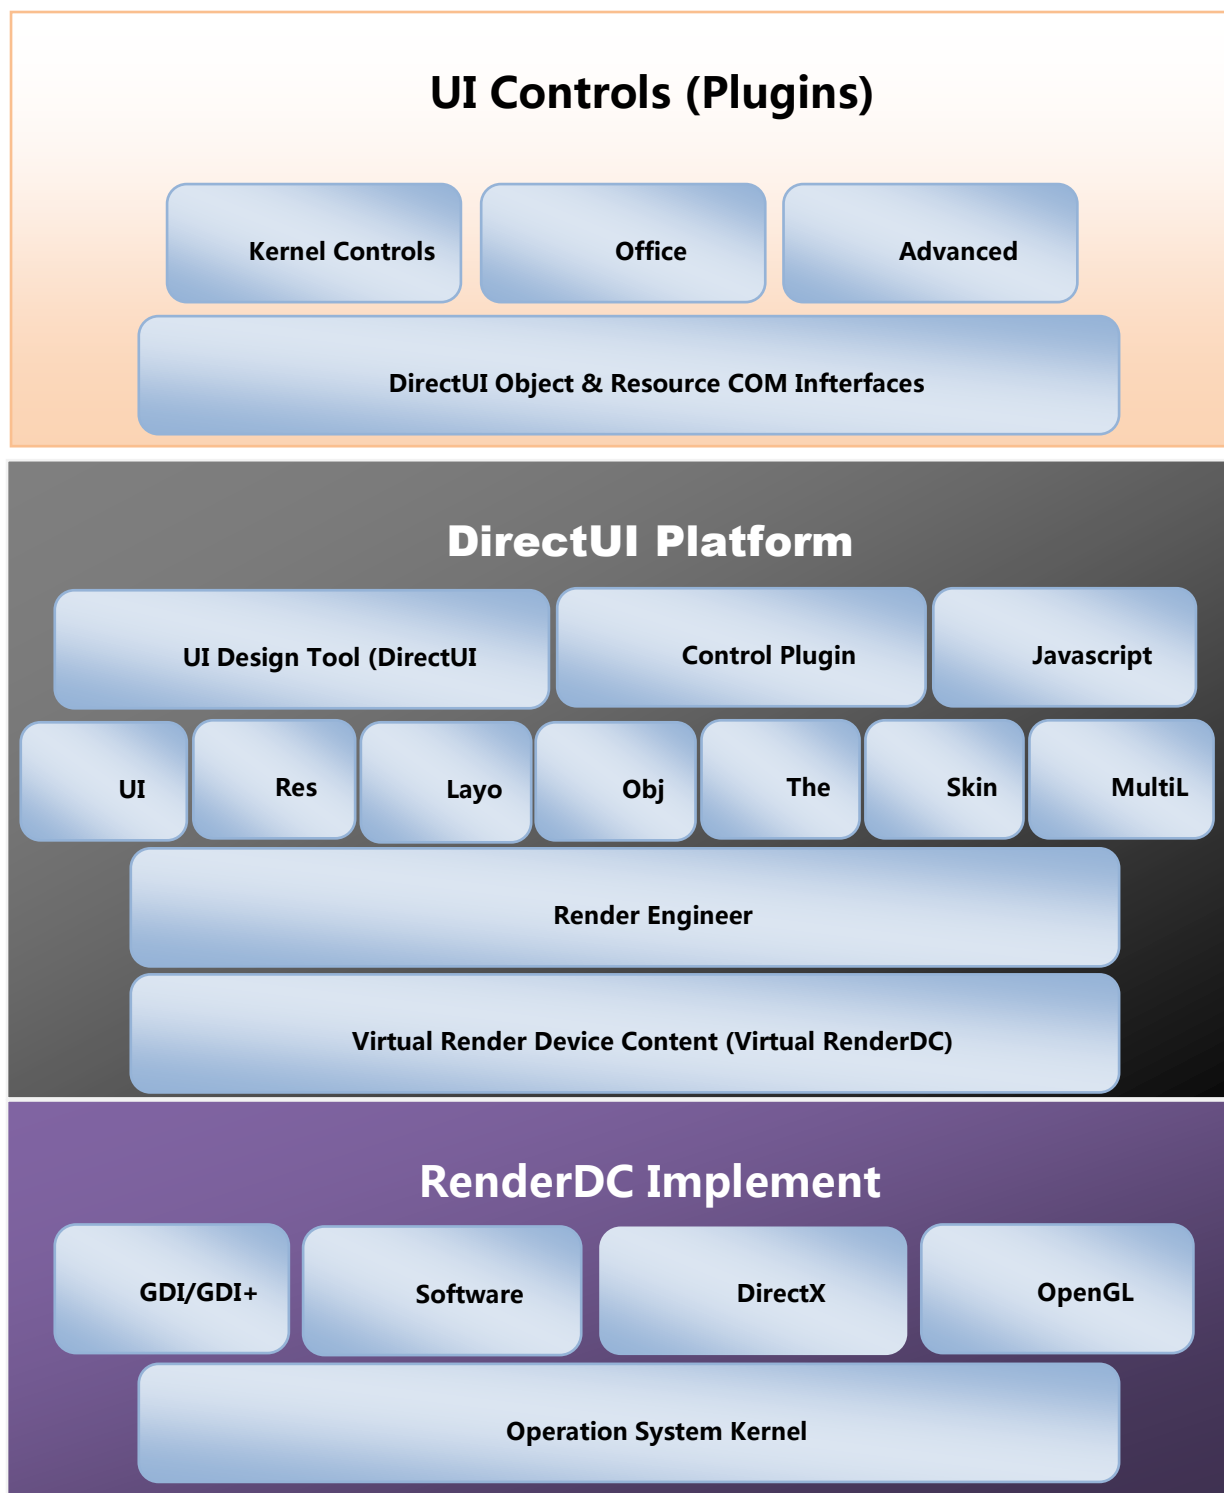 UI Controls (Plugins)
Kernel Controls
Office
Advanced
DirectUI Object & Resource COM Infterfaces
DirectUI Platform
UI Design Tool (DirectUI
Control Plugin
Javascript
UI
Res
Layo
Obj
The
Skin
MultiL
Render Engineer
Virtual Render Device Content (Virtual RenderDC)
RenderDC Implement
GDI/GDI+
Software
DirectX
OpenGL
Operation System Kernel